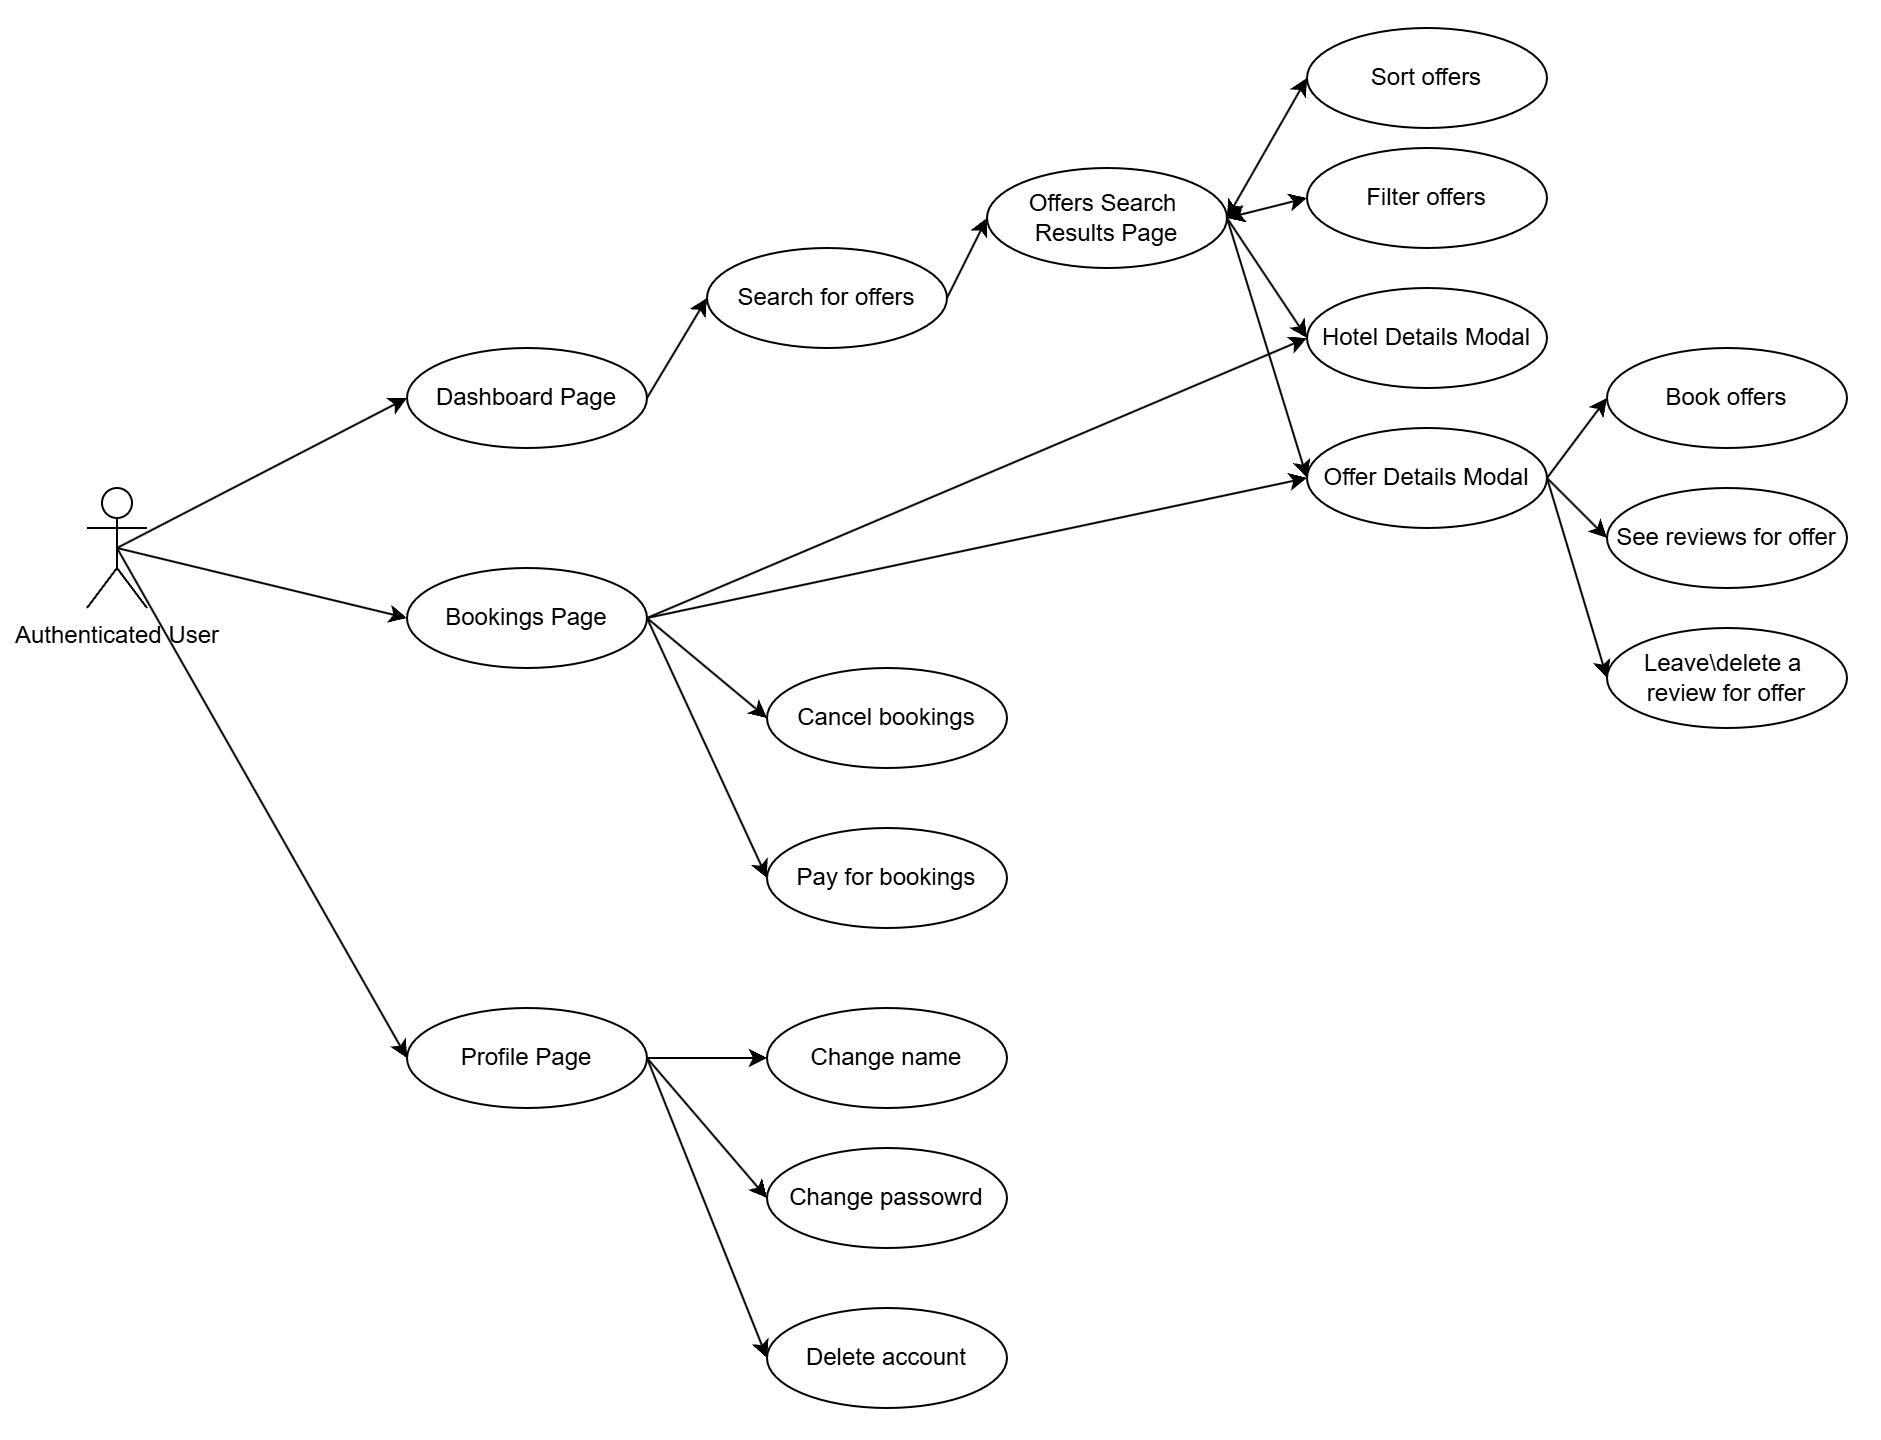 Sort offers
Filter offers
Offers Search
Results Page
Search for offers
Hotel Details Modal
Dashboard Page
Book offers
Offer Details Modal
See reviews for offer
Authenticated User
Bookings Page
Leave\delete a
review for offer
Cancel bookings
Pay for bookings
Profile Page
Change name
Change passowrd
Delete account